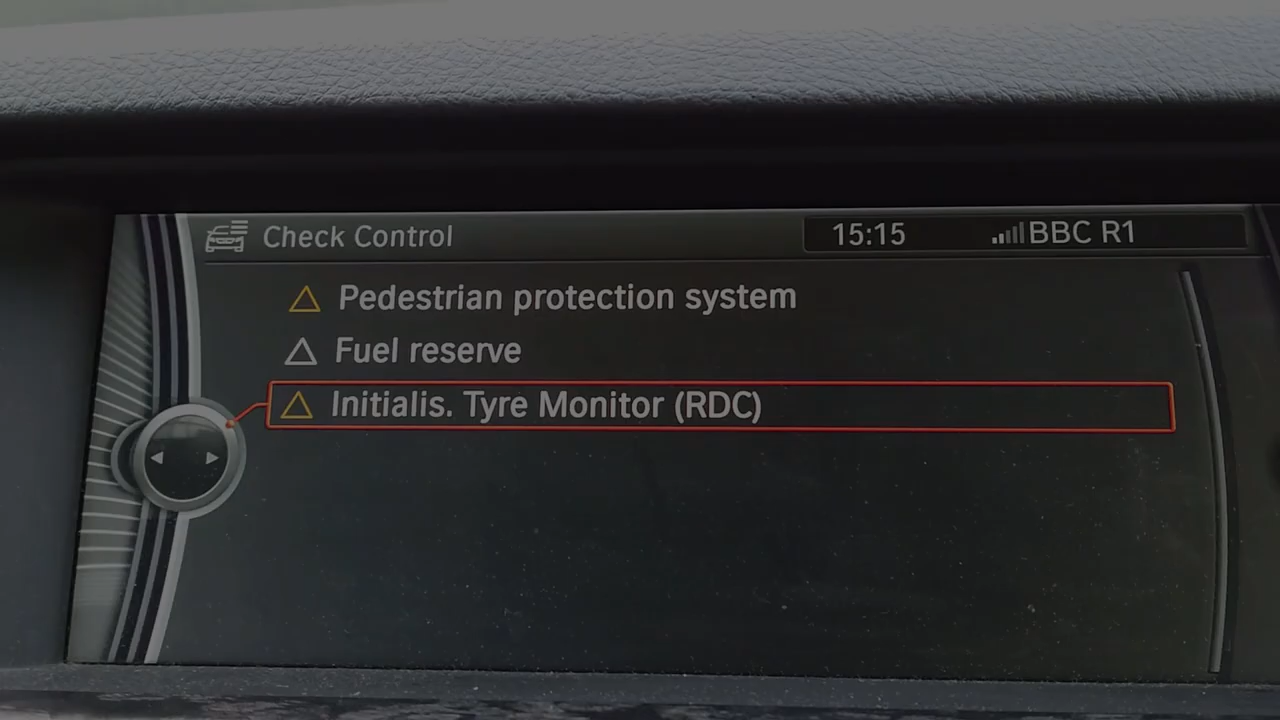 Check Control
15:15
BBC R1
Pedestrian protection system
Fuel reserve
Initialis. Tyre Monitor (RDC)